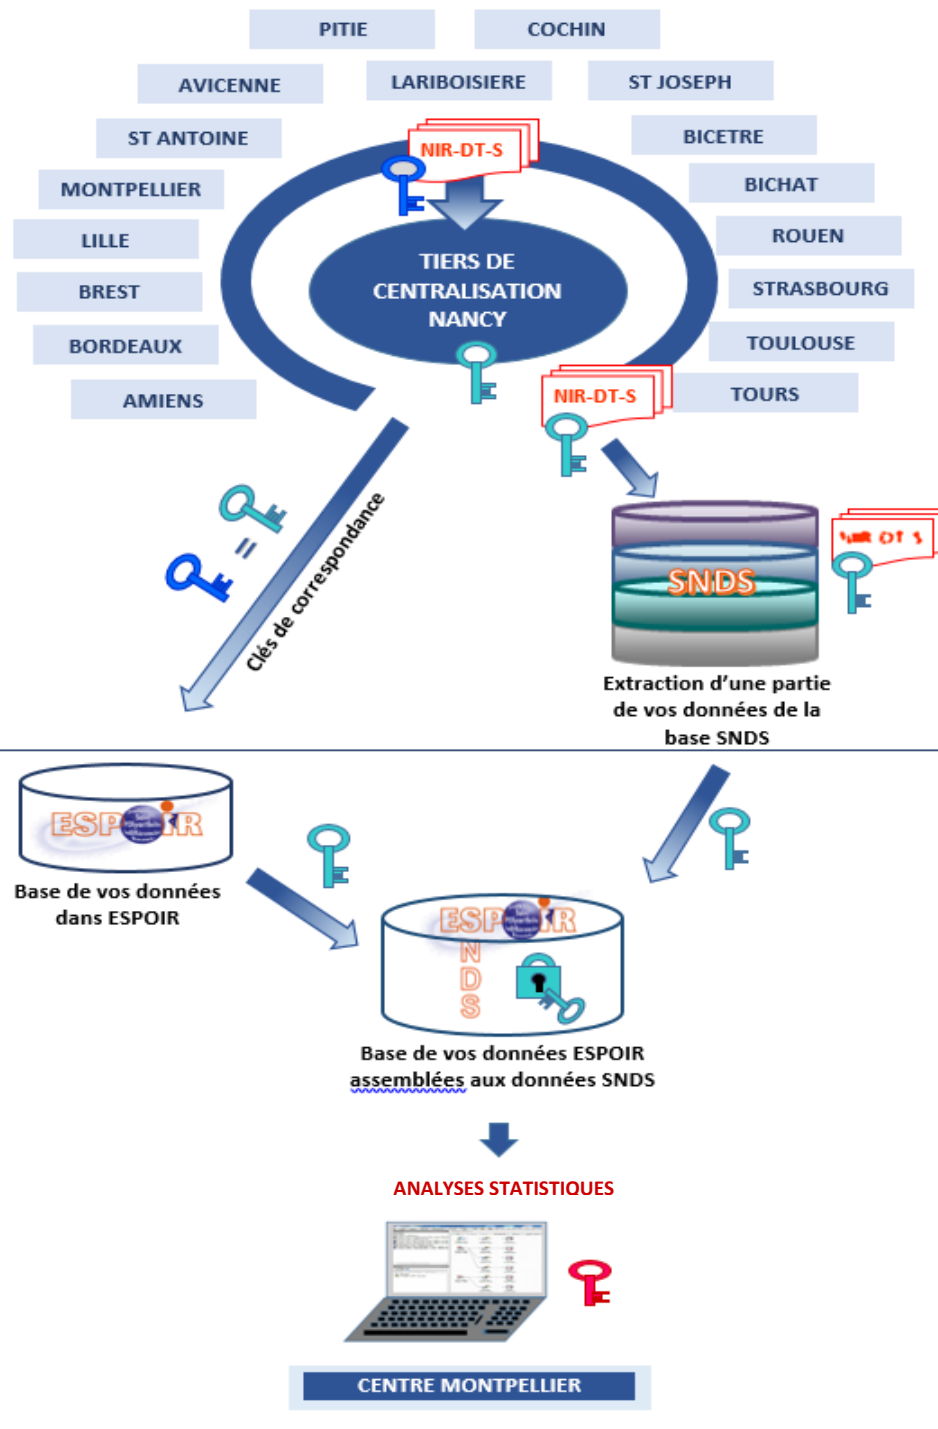 PITIE
COCHIN
AVICENNE
LARIBOISIERE
ST JOSEPH
ST ANTOINE
BICETRE
MONTPELLIER
BICHAT
LILLE
ROUEN
BREST
STRASBOURG
BORDEAUX
TOULOUSE
AMIENS
TOURS
NIR-DT-S
TIERS DE
CENTRALISATION
NANCY
NIR-DT-S
=
Clés de correspondance
NIR DT S
SNDS
Extraction d’une partie
de vos données de la
base SNDS
ESPOIR
Base de vos données
dans ESPOIR
ESPOIR
N
D
S
Base de vos données ESPOIR
assemblées aux données SNDS
ANALYSES STATISTIQUES
CENTRE MONTPELLIER